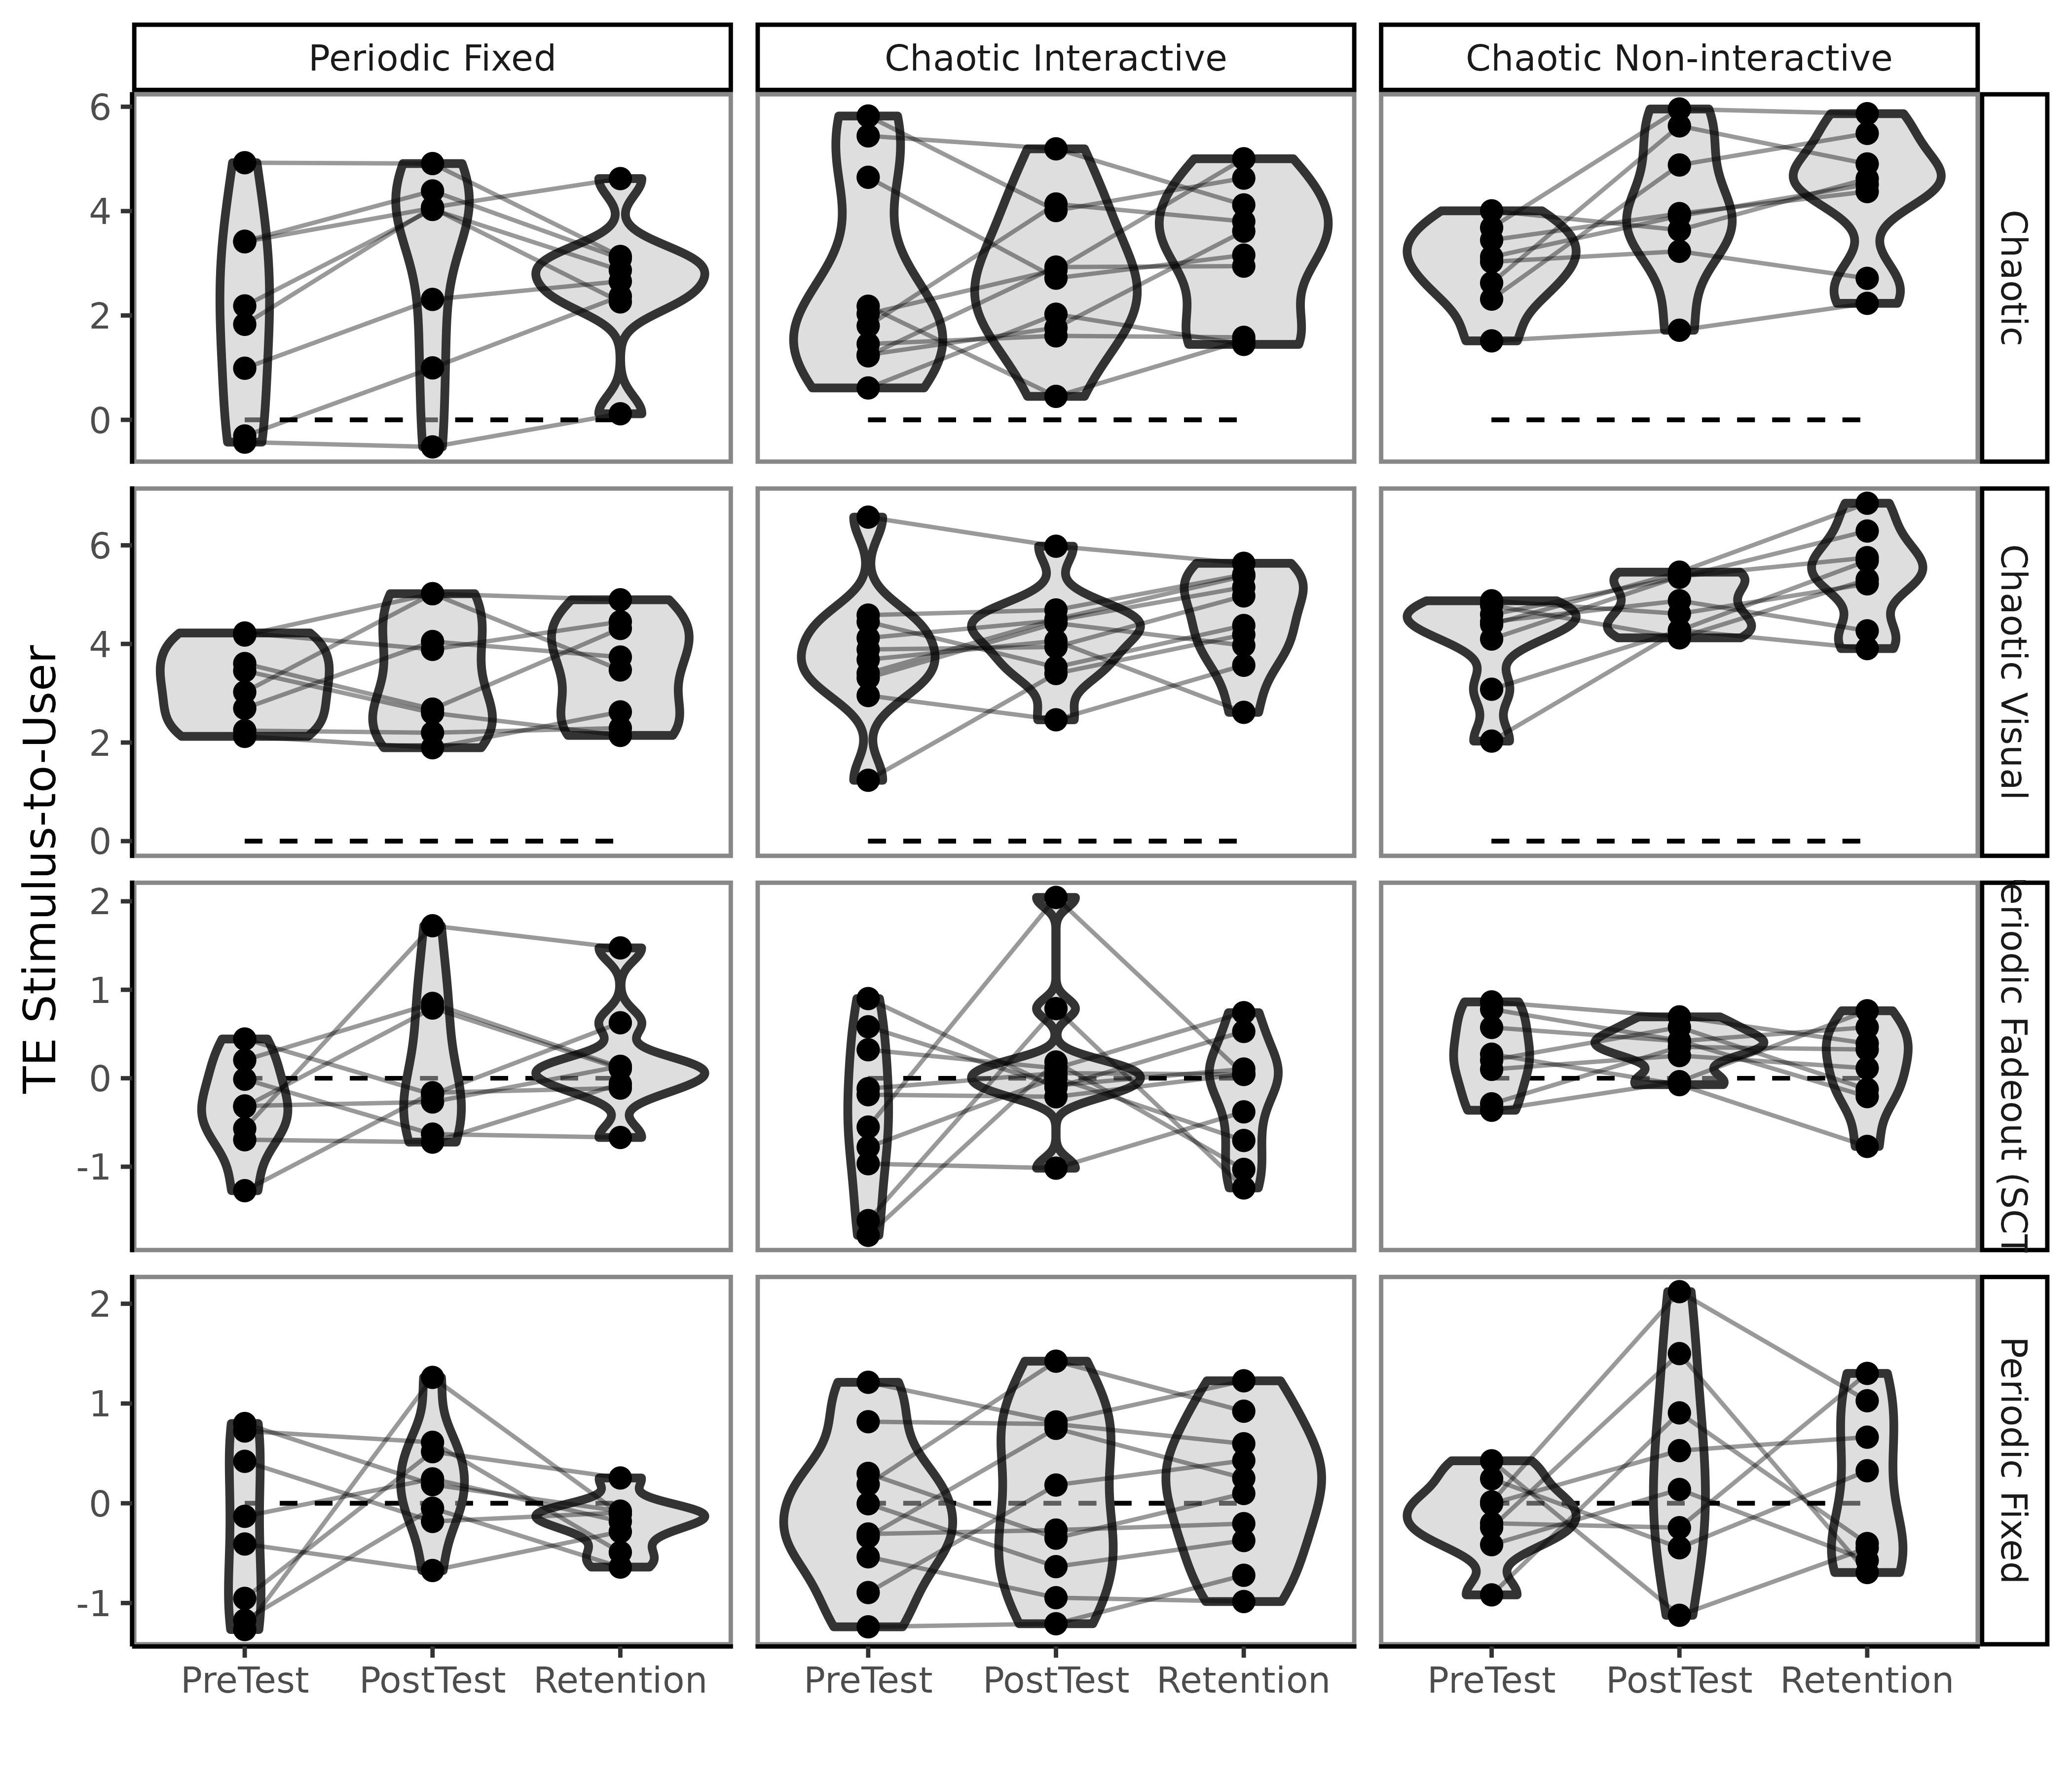 Periodic Fixed
Chaotic Interactive
Chaotic Non-interactive
TE Stimulus-to-User
6
4
2
0
Chaotic
6
4
2
0
Chaotic Visual
2
1
0
-1
eriodic Fadeout (SCT
2
1
0
-1
Periodic Fixed
PreTest PostTest Retention
PreTest PostTest Retention
PreTest PostTest Retention